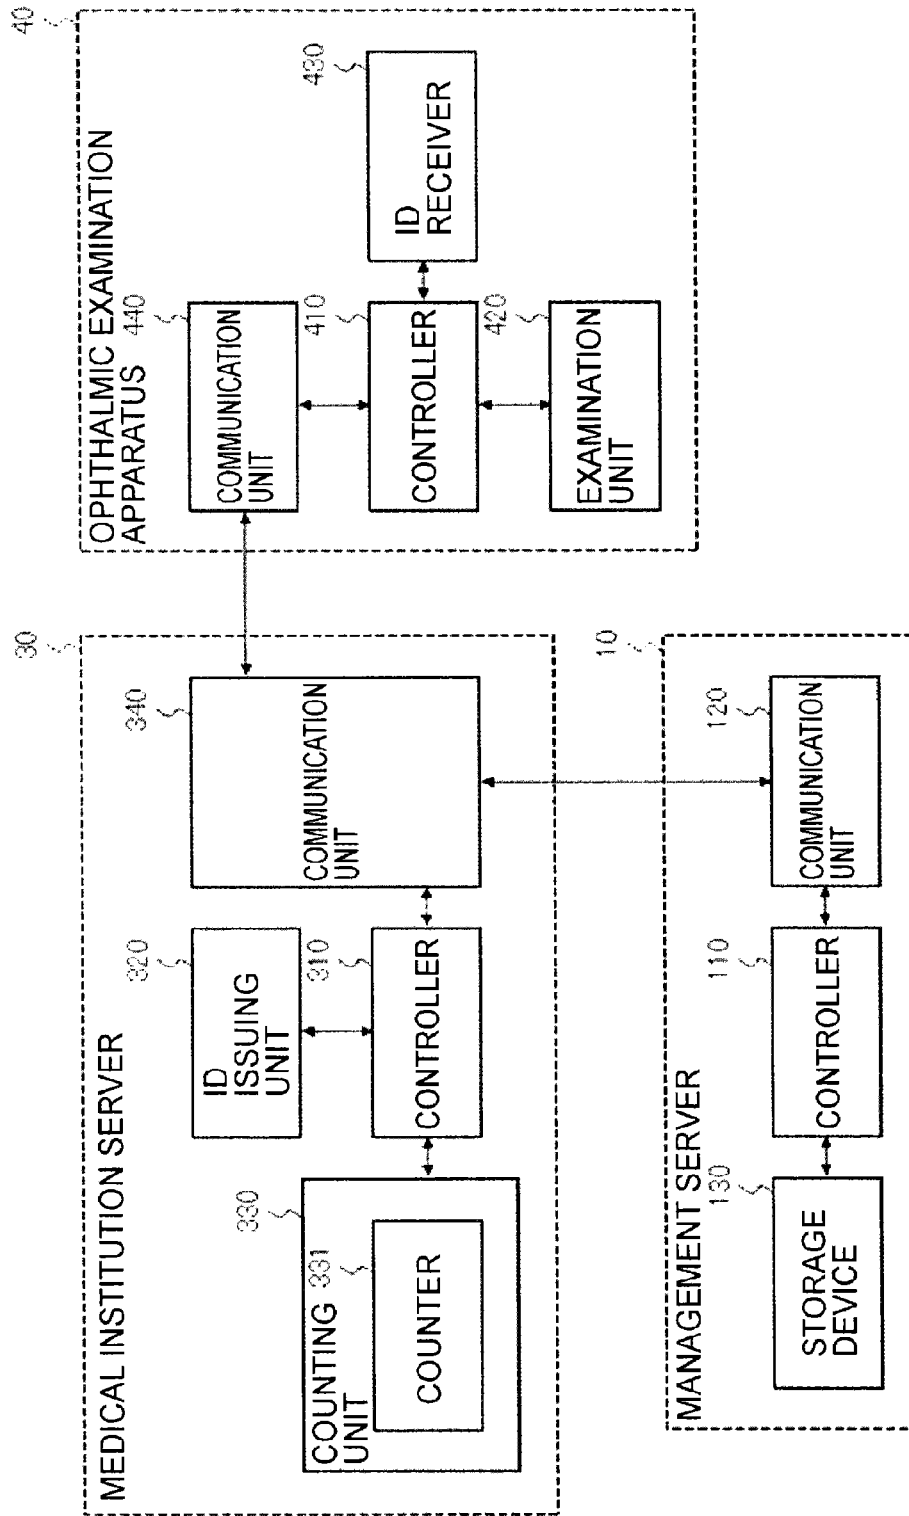 MEDICAL INSTITUTION SERVER
30
COUNTING
UNIT
330
331
COUNTER
ID
ISSUING
UNIT
320
CONTROLLER
310
COMMUNICATION
UNIT
340
OPHTHALMIC EXAMINATION
APPARATUS
40
COMMUNICATION
UNIT
440
CONTROLLER
410
EXAMINATION
UNIT
420
ID
RECEIVER
430
MANAGEMENT SERVER
10
STORAGE
DEVICE
130
CONTROLLER
110
COMMUNICATION
UNIT
120